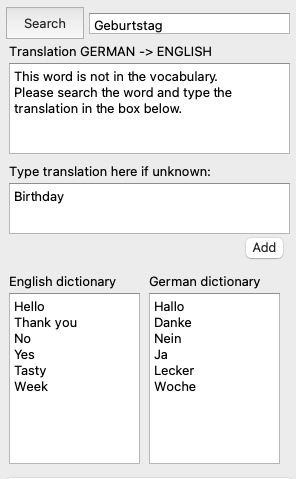 Search
Geburtstag
Translation GERMAN -> ENGLISH
This word is not in the vocabulary.
Please search the word and type the
translation in the box below.
Type translation here if unknown:
Birthday
Add
English dictionary
Hello
Thank you
No
Yes
Tasty
Week
German dictionary
Hallo
Danke
Nein
Ja
Lecker
Woche